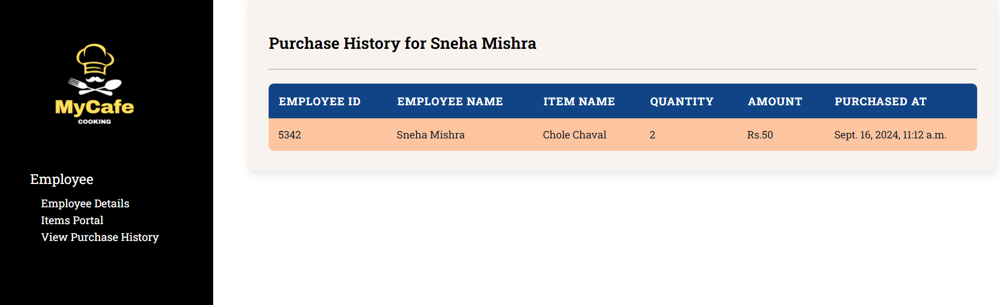 MyCafe
COOKING
Employee
Employee Details
Items Portal
View Purchase History
Purchase History for Sneha Mishra
EMPLOYEE ID EMPLOYEE NAME ITEM NAME QUANTITY AMOUNT PURCHASED AT
5342 Sneha Mishra Chole Chaval 2 Rs.50 Sept. 16, 2024, 11:12 a.m.